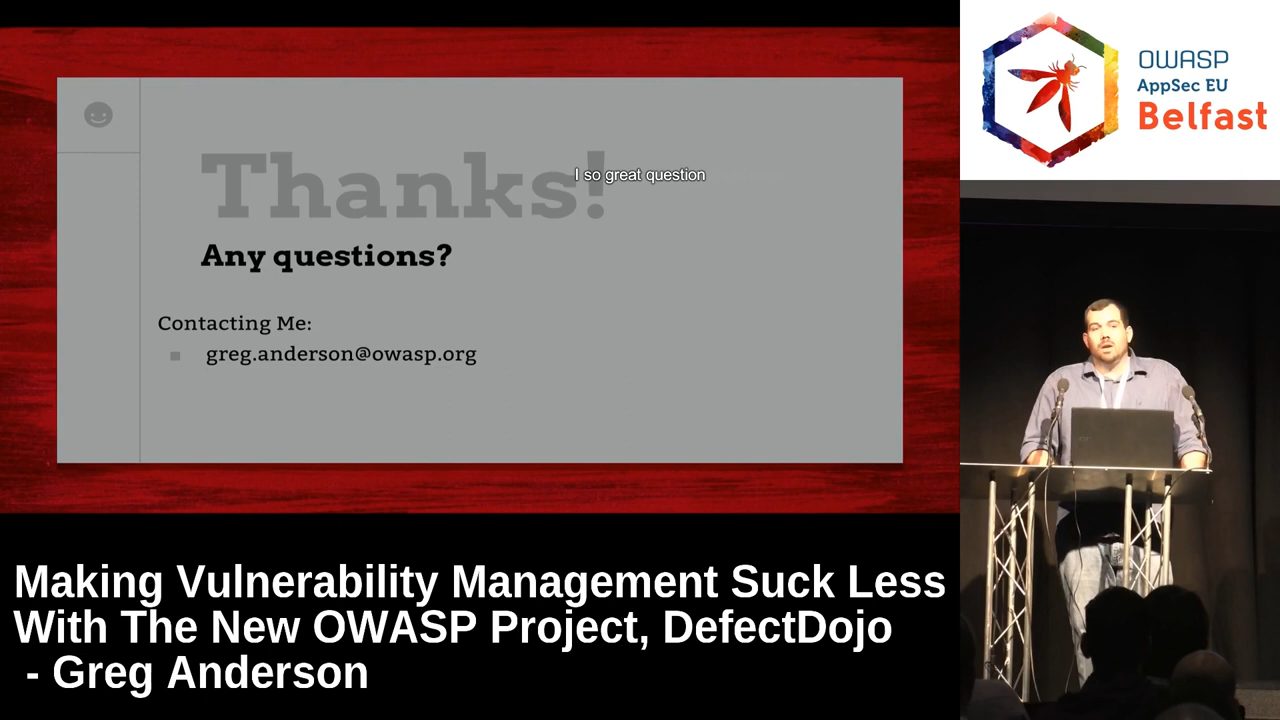 Thanks!
I so great question
Any questions?
Contacting Me:
greg.anderson@owasp.org
OWASP
AppSec EU
Belfast
Making Vulnerability Management Suck Less
With The New OWASP Project, DefectDojo
- Greg Anderson